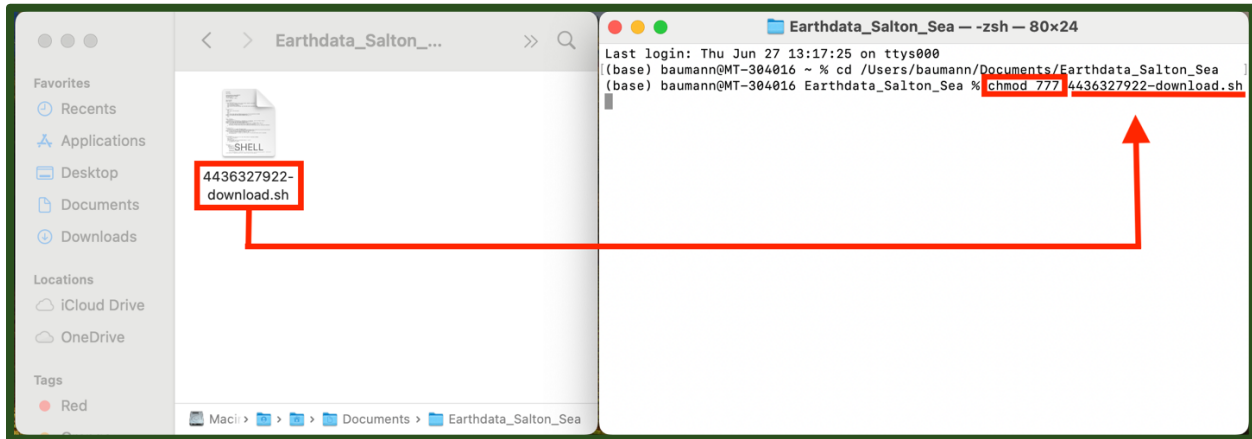 Earthdata_Salton_...
Favorites
Recents
Applications
Desktop
Documents
Downloads
Locations
iCloud Drive
OneDrive
Tags
Red
SHELL
4436327922-
download.sh
Documents › Earthdata_Salton_Sea
Earthdata_Salton_Sea — -zsh — 80×24
Last login: Thu Jun 27 13:17:25 on ttys000
[(base) baumann@MT-304016 ~ % cd /Users/baumann/Documents/Earthdata_Salton_Sea ]
(base) baumann@MT-304016 Earthdata_Salton_Sea % chmod 777 4436327922-download.sh